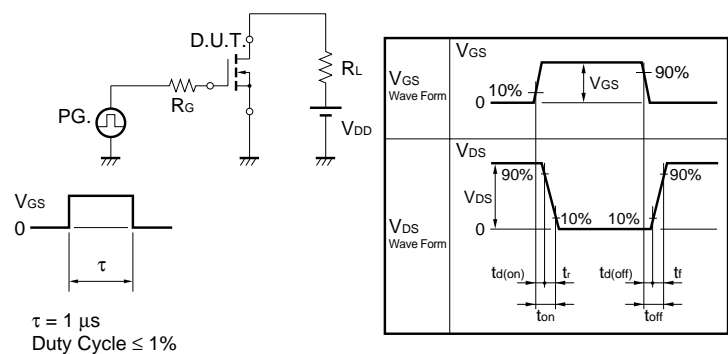 D.U.T.
RL
RG
PG.
VDD
VGS
0
τ
τ = 1 μs
Duty Cycle ≤ 1%
VGS
Wave Form
VGS
10%
0
VGS
90%
VDS
Wave Form
VDS
90%
VDS
0
10%
10%
90%
td(on)
tr
td(off)
tf
ton
toff